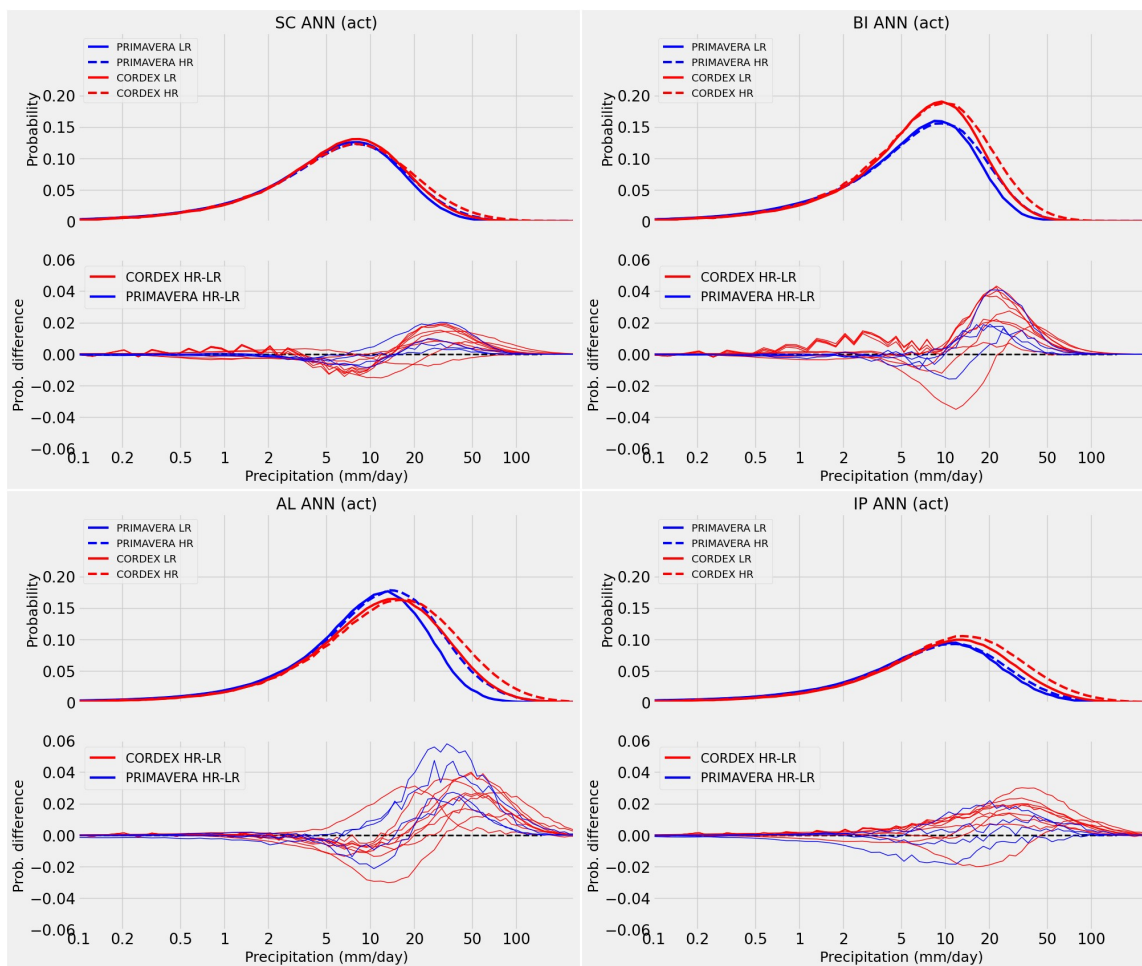 SC ANN (act)
PRIMAVERA LR
PRIMAVERA HR
CORDEX LR
CORDEX HR
Probability
0.20
0.15
0.10
0.05
0
0.06
0.04
0.02
0.00
−0.02
−0.04
−0.06
Prob. difference
CORDEX HR-LR
PRIMAVERA HR-LR
0.1 0.2 0.5 1 2 5 10 20 50 100
Precipitation (mm/day)
BI ANN (act)
PRIMAVERA LR
PRIMAVERA HR
CORDEX LR
CORDEX HR
Probability
0.20
0.15
0.10
0.05
0
0.06
0.04
0.02
0.00
−0.02
−0.04
−0.06
Prob. difference
CORDEX HR-LR
PRIMAVERA HR-LR
0.1 0.2 0.5 1 2 5 10 20 50 100
Precipitation (mm/day)
AL ANN (act)
PRIMAVERA LR
PRIMAVERA HR
CORDEX LR
CORDEX HR
Probability
0.20
0.15
0.10
0.05
0
0.06
0.04
0.02
0.00
−0.02
−0.04
−0.06
Prob. difference
CORDEX HR-LR
PRIMAVERA HR-LR
0.1 0.2 0.5 1 2 5 10 20 50 100
Precipitation (mm/day)
IP ANN (act)
PRIMAVERA LR
PRIMAVERA HR
CORDEX LR
CORDEX HR
Probability
0.20
0.15
0.10
0.05
0
0.06
0.04
0.02
0.00
−0.02
−0.04
−0.06
Prob. difference
CORDEX HR-LR
PRIMAVERA HR-LR
0.1 0.2 0.5 1 2 5 10 20 50 100
Precipitation (mm/day)